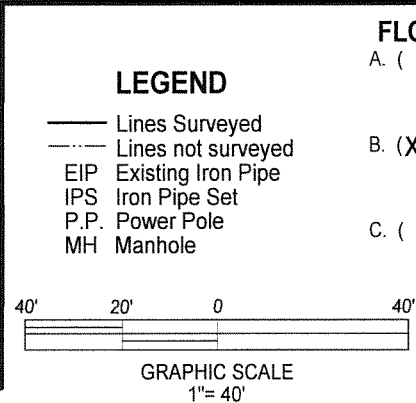 FLO
A. (
LEGEND
Lines Surveyed
Lines not surveyed
B. (X
EIP Existing Iron Pipe
IPS Iron Pipe Set
P.P. Power Pole
C. (
MH Manhole
40' 20' 0 40'
GRAPHIC SCALE
1"= 40'